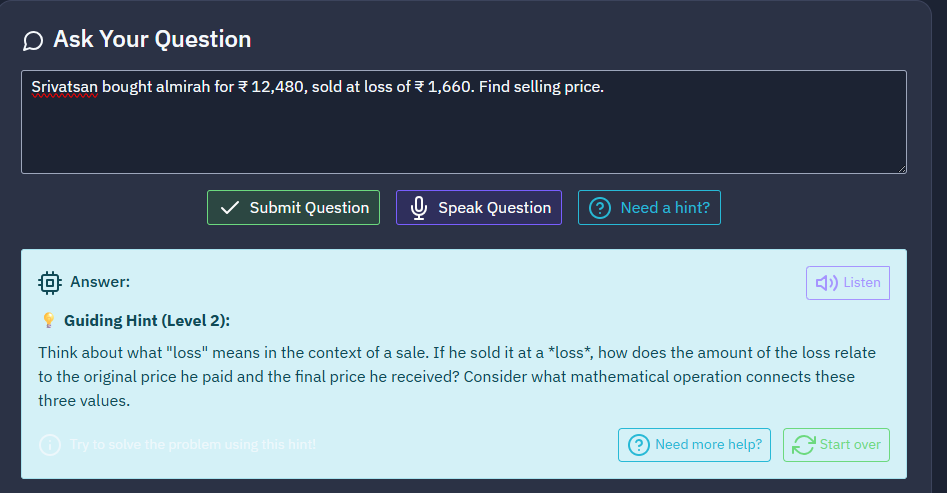 Ask Your Question
Srivatsan bought almirah for ₹ 12,480, sold at loss of ₹ 1,660. Find selling price.
Submit Question
Speak Question
Need a hint?
Answer:
Listen
💡 Guiding Hint (Level 2):
Think about what "loss" means in the context of a sale. If he sold it at a *loss*, how does the amount of the loss relate
to the original price he paid and the final price he received? Consider what mathematical operation connects these
three values.
Try to solve the problem using this hint!
Need more help?
Start over